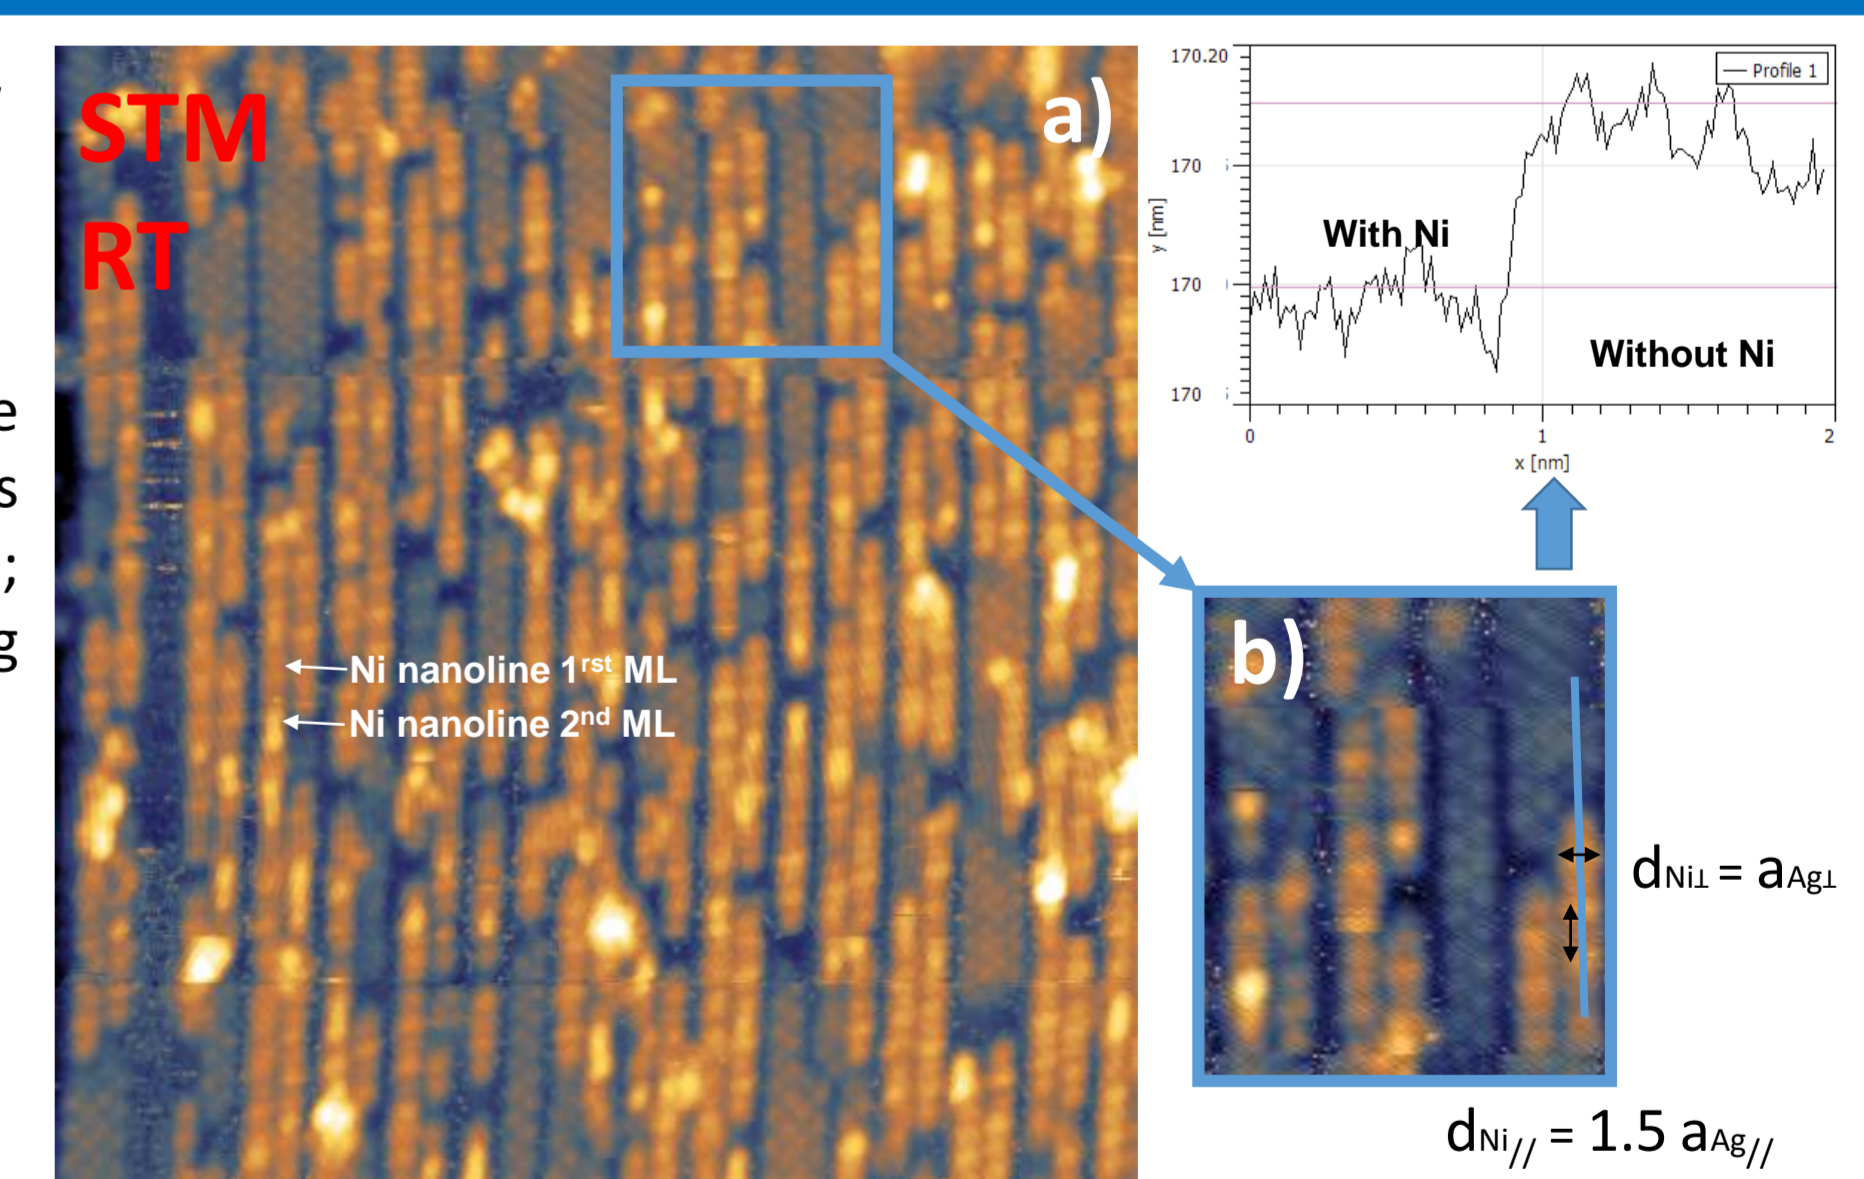 STM
RT
a)
e
s
;
g
Ni nanoline 1rst ML
Ni nanoline 2nd ML
170.20
170
170
170
y [nm]
Profile 1
With Ni
Without Ni
0 1 2
x [nm]
b)
dNi⊥ = aAg⊥
dNi// = 1.5 aAg//